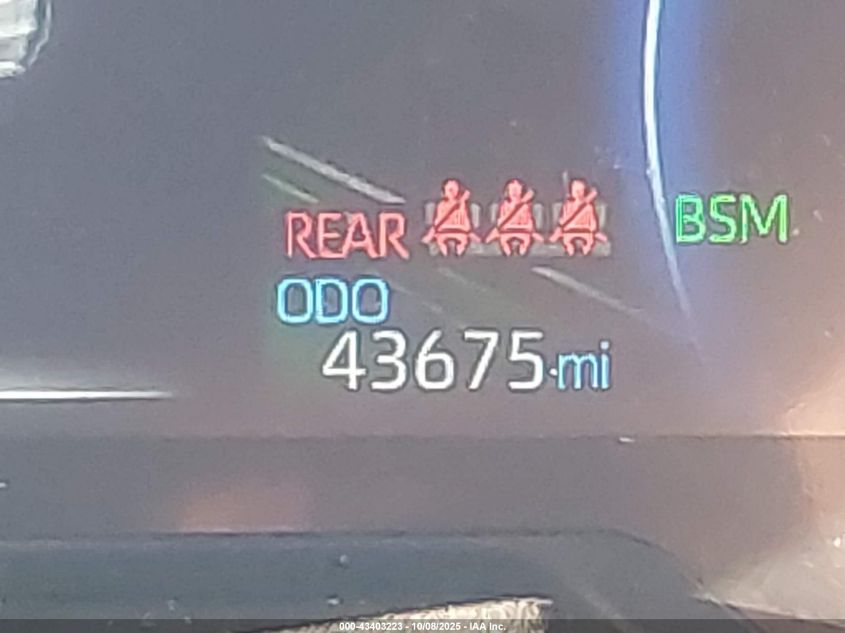 REAR
BSM
ODO
43675 mi
000-43403223 - 10/08/2025 - IAA Inc.